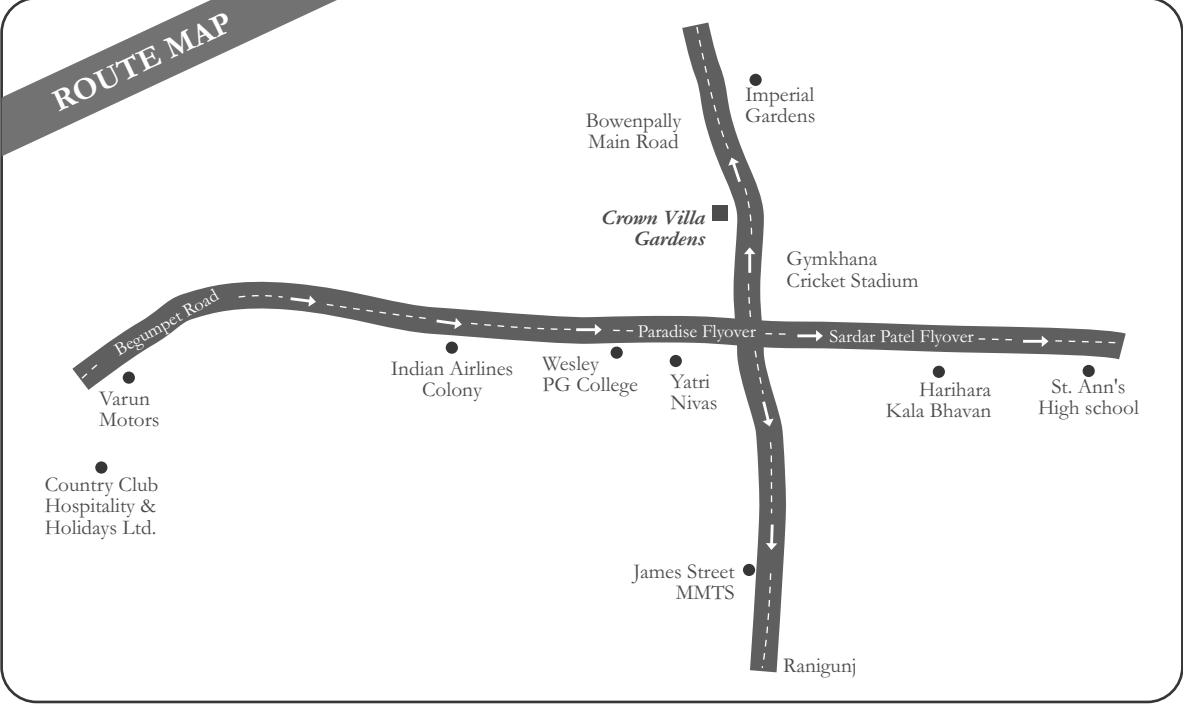 ROUTE MAP
Imperial
Gardens
Bowenpally
Main Road
Crown Villa
Gardens
Gymkhana
Cricket Stadium
Begumpet Road
Paradise Flyover
Sardar Patel Flyover
Indian Airlines
Colony
Wesley
PG College
Yatri
Nivas
Harihara
Kala Bhavan
St. Ann's
High school
Varun
Motors
Country Club
Hospitality &
Holidays Ltd.
James Street
MMTS
Ranigunj